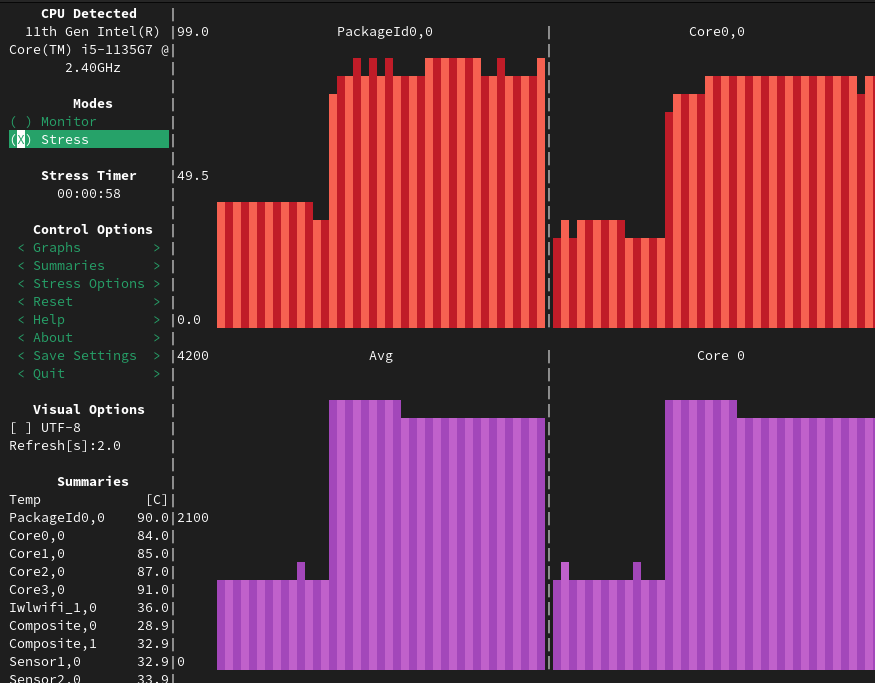 CPU Detected
11th Gen Intel(R)
Core(TM) i5-1135G7 @
2.40GHz
Modes
( ) Monitor
(X) Stress
Stress Timer
00:00:58
Control Options
< Graphs >
< Summaries >
< Stress Options >
< Reset >
< Help >
< About >
< Save Settings >
< Quit >
Visual Options
[ ] UTF-8
Refresh[s]:2.0
Summaries
Temp [C]
PackageId0,0 90.0
Core0,0 84.0
Core1,0 85.0
Core2,0 87.0
Core3,0 91.0
Iwlwifi_1,0 36.0
Composite,0 28.9
Composite,1 32.9
Sensor1,0 32.9
Sensor2,0 33.9
99.0 PackageId0,0 Core0,0
49.5
0.0
4200 Avg Core 0
2100
0